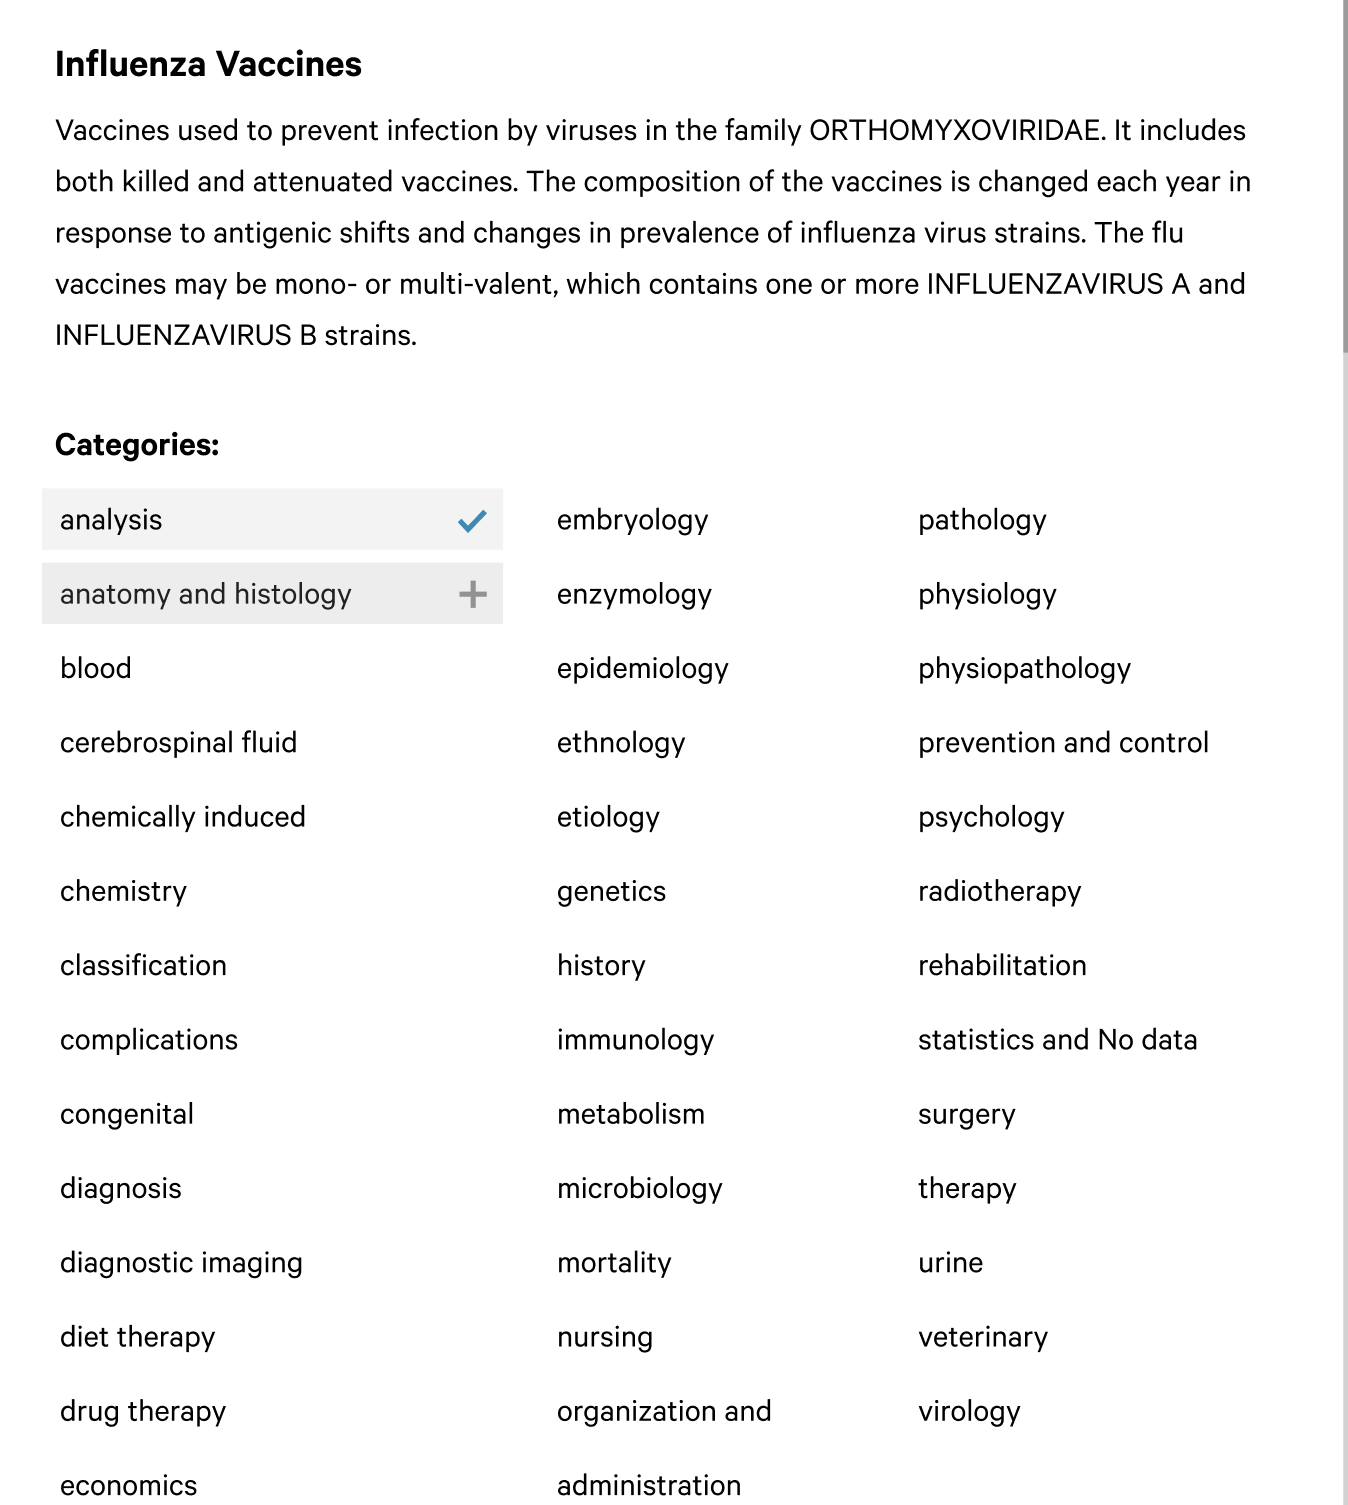 Influenza Vaccines
Vaccines used to prevent infection by viruses in the family ORTHOMYXOVIRIDAE. It includes
both killed and attenuated vaccines. The composition of the vaccines is changed each year in
response to antigenic shifts and changes in prevalence of influenza virus strains. The flu
vaccines may be mono- or multi-valent, which contains one or more INFLUENZAVIRUS A and
INFLUENZAVIRUS B strains.
Categories:
analysis
anatomy and histology
blood
cerebrospinal fluid
chemically induced
chemistry
classification
complications
congenital
diagnosis
diagnostic imaging
diet therapy
drug therapy
economics
embryology
enzymology
epidemiology
ethnology
etiology
genetics
history
immunology
metabolism
microbiology
mortality
nursing
organization and
administration
pathology
physiology
physiopathology
prevention and control
psychology
radiotherapy
rehabilitation
statistics and No data
surgery
therapy
urine
veterinary
virology